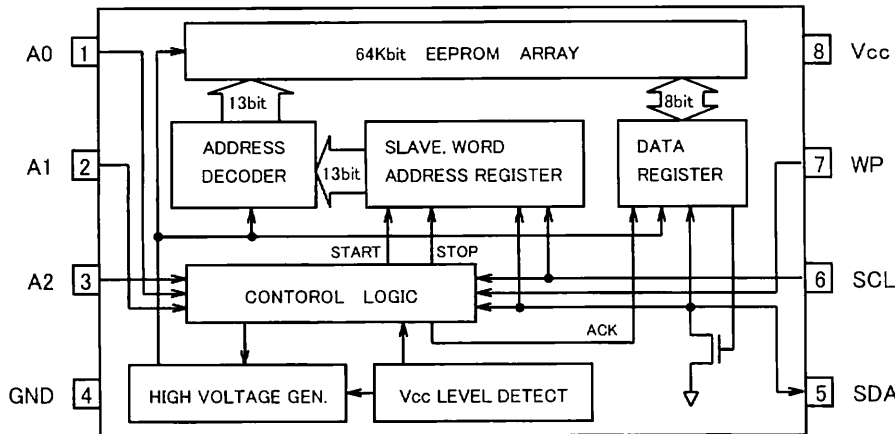 A0 1 64Kbit EEPROM ARRAY 8 Vcc
13bit 8bit
A1 2 ADDRESS DECODER 13bit SLAVE. WORD ADDRESS REGISTER DATA REGISTER 7 WP
START STOP
A2 3 CONTOROL LOGIC 6 SCL
ACK
GND 4 HIGH VOLTAGE GEN. Vcc LEVEL DETECT 5 SDA